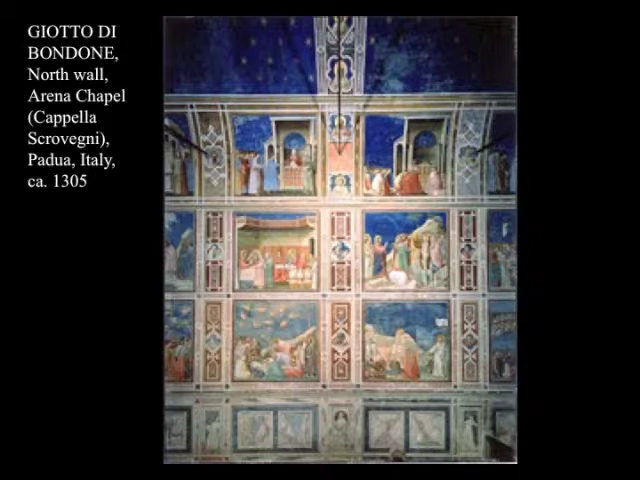 GIOTTO DI
BONDONE,
North wall,
Arena Chapel
(Cappella
Scrovegni),
Padua, Italy,
ca. 1305